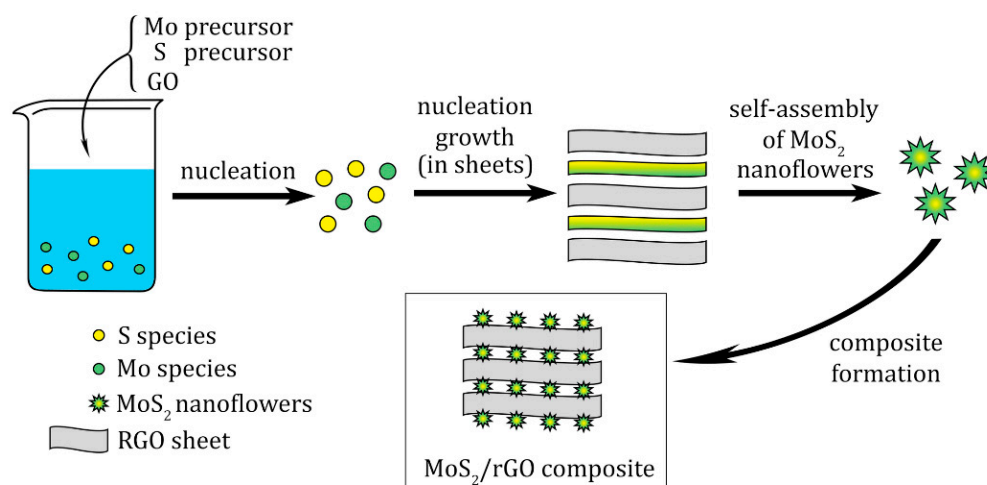 Mo precursor
S precursor
GO
nucleation
nucleation
growth
(in sheets)
self-assembly
of MoS₂
nanoflowers
composite
formation
S species
Mo species
MoS₂ nanoflowers
RGO sheet
MoS₂/rGO composite